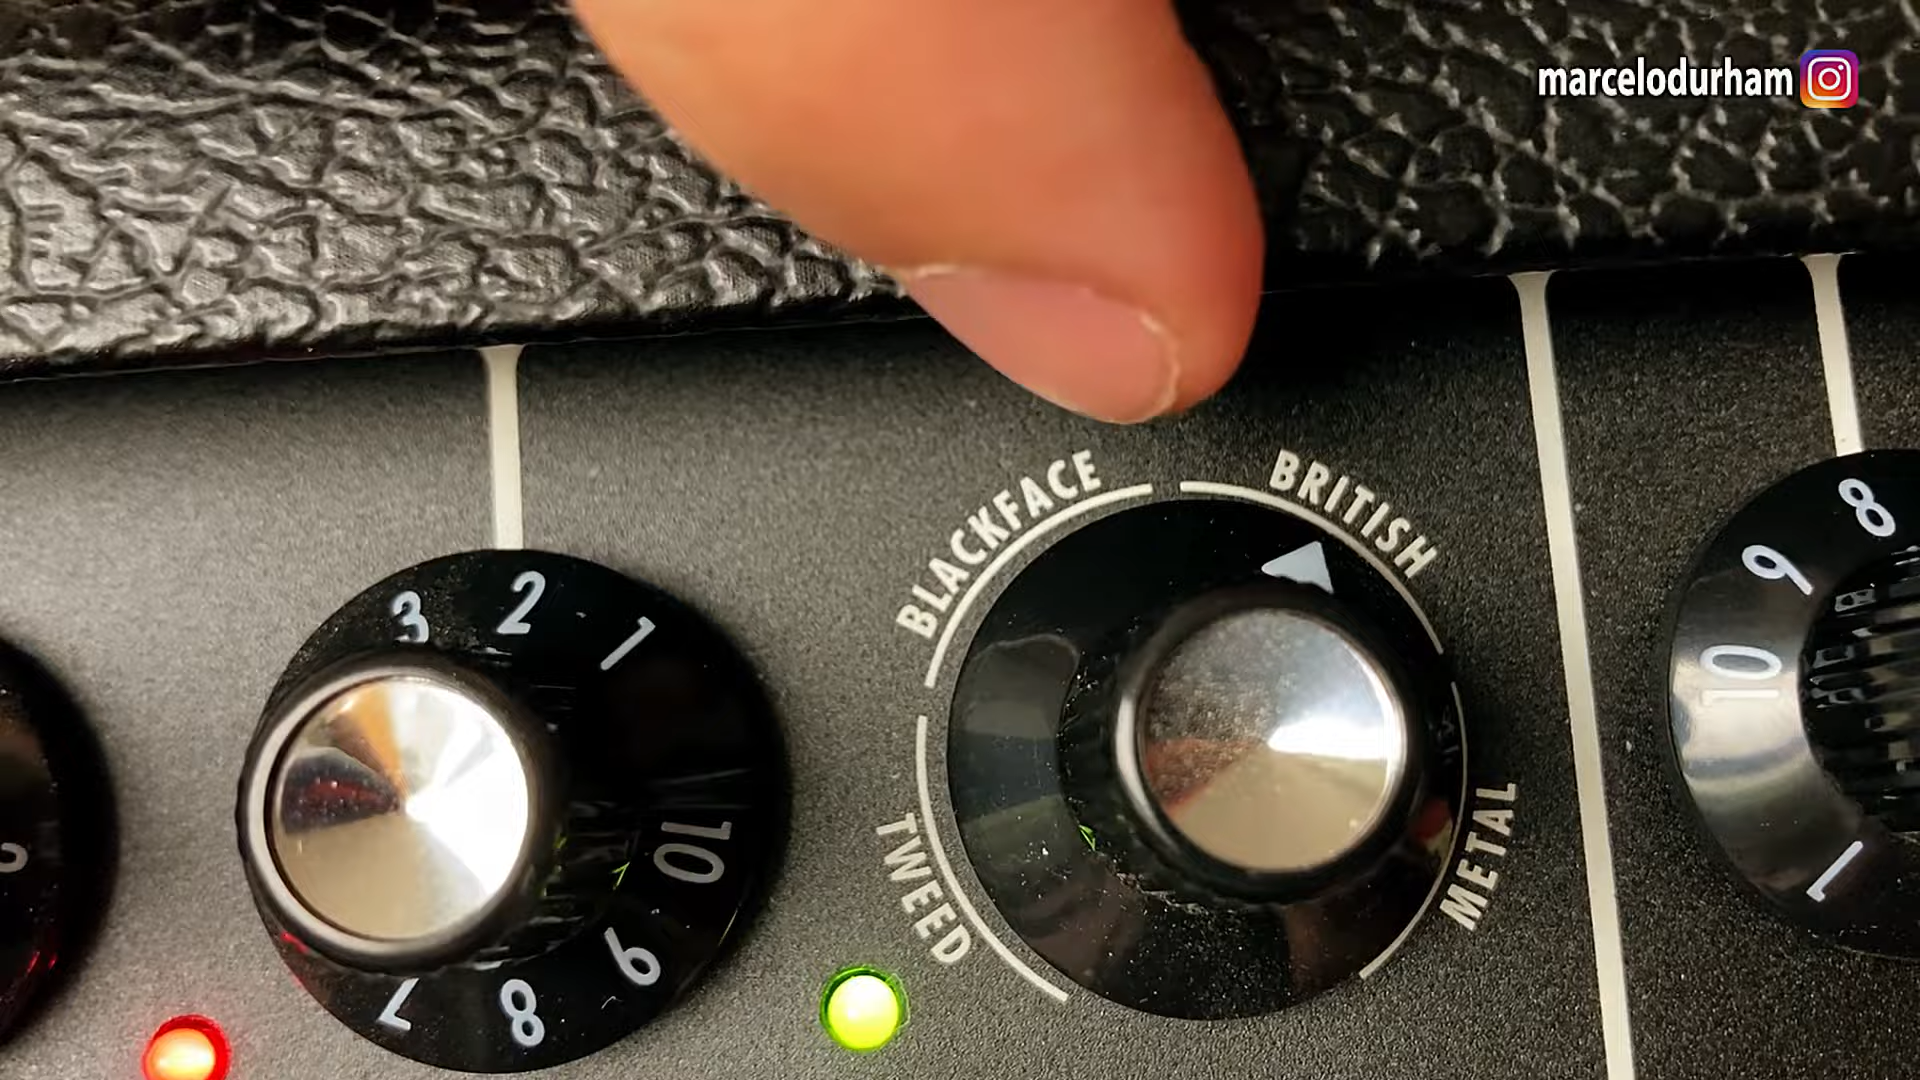 marcelodurham
BLACKFACE
BRITISH
TWEED
METAL
3 2 1
10
9
8
7
8
9
10
1